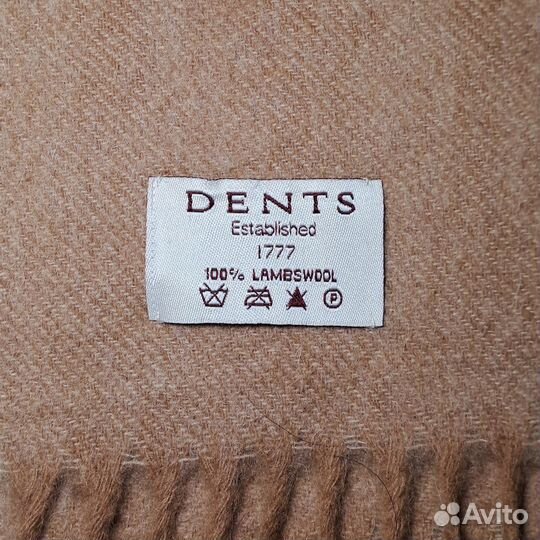 DENTS
Established
1777
100% LAMBSWOOL
P
Avito